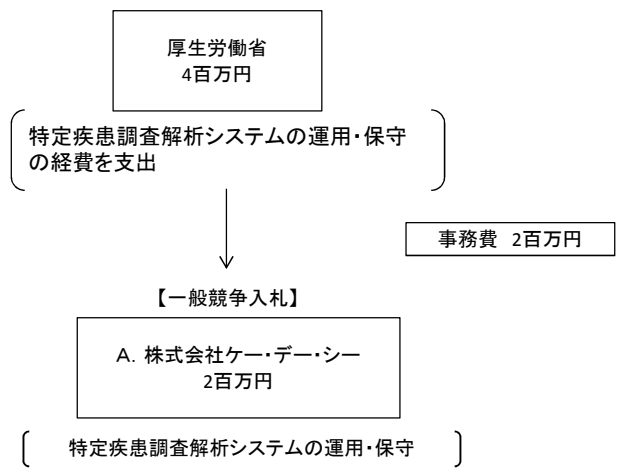 厚生労働省
4百万円
特定疾患調査解析システムの運用・保守
の経費を支出
事務費 2百万円
【一般競争入札】
A. 株式会社ケー・デー・シー
2百万円
特定疾患調査解析システムの運用・保守